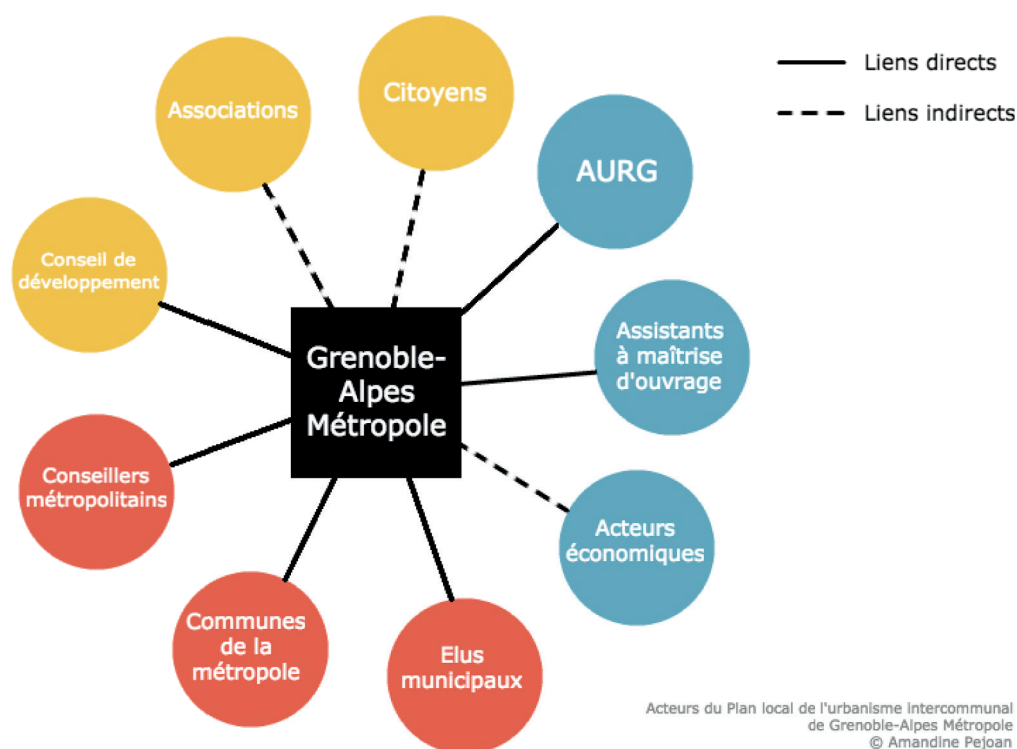 Associations
Citoyens
Liens directs
Liens indirects
AURG
Conseil de
développement
Grenoble-
Alpes
Métropole
Assistants
à maîtrise
d'ouvrage
Conseillers
métropolitains
Acteurs
économiques
Communes
de la
métropole
Elus
municipaux
Acteurs du Plan local de l'urbanisme intercommunal
de Grenoble-Alpes Métropole
© Amandine Pejoan